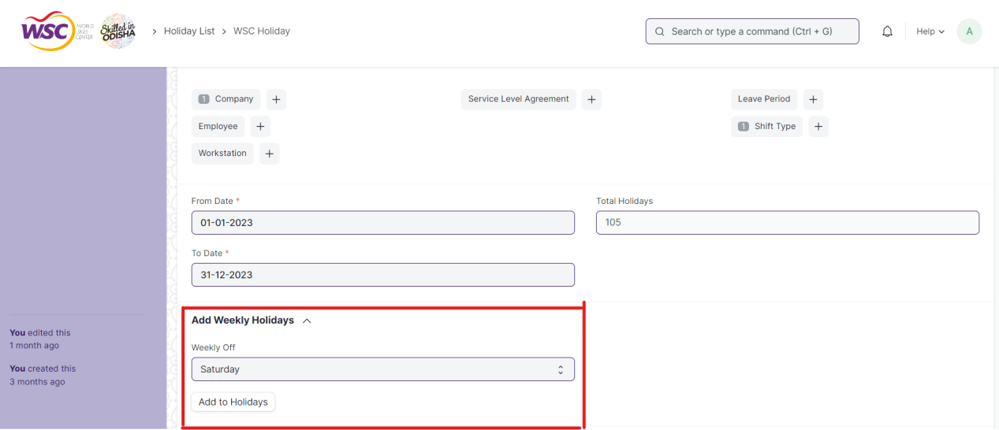 WSC WORLD SKILL CENTER Skilled in ODISHA > Holiday List > WSC Holiday
Search or type a command (Ctrl + G)
Help
A
1 Company +
Service Level Agreement +
Leave Period +
Employee +
1 Shift Type +
Workstation +
From Date *
01-01-2023
Total Holidays
105
To Date *
31-12-2023
Add Weekly Holidays
Weekly Off
Saturday
Add to Holidays
You edited this
1 month ago
You created this
3 months ago